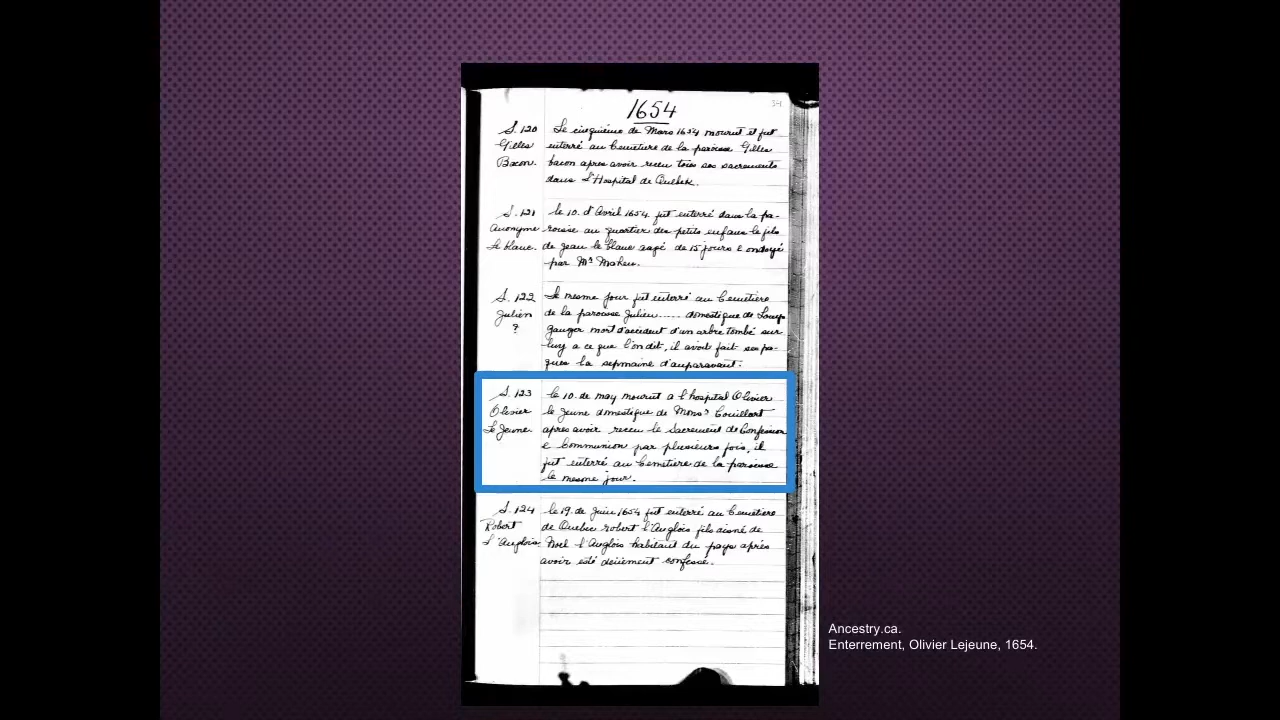 1654
341
S. 120
Gilles
Bacon.
Le cinquième de Mars 1654 mourut et fut
enterré au Cemetiere de la paroisse Gilles
bacon apres avoir receu tous ses sacrements
dans l'Hospital de Quebek.
S. 121
Anonyme
Le blanc.
le 10. d'Avril 1654 fut enterré dans la pa-
roisse au quartier des petits enfans le fils
de jean le blanc aagé de 15 jours & ondoyé
par Mr Maheu.
S. 122
Julien
?
Le mesme jour fut enterré au Cemetiere
de la paroisse Julien..... domestique de
Gauger mort d'accident d'un arbre tombé sur
luy a ce que l'on dit, il avoit fait ses pa-
ques la sepmaine d'auparavant.
S. 123
Olivier
Le Jeune.
le 10. de may mourut a l'hospital Olivier
le Jeune domestique de Monsr Couillart
apres avoir receu le Sacrement de Confession
e Communion par plusieurs fois, il
fut enterré au Cemetiere de la paroisse
le mesme jour.
S. 124
Robert
L'Anglois.
le 19. de Juin 1654 fut enterré au Cemetiere
de Quebec robert l'Anglois fils aisné de
Noel l'Anglois habitant du pays après
avoir esté deüement confesse.
Ancestry.ca.
Enterrement, Olivier Lejeune, 1654.